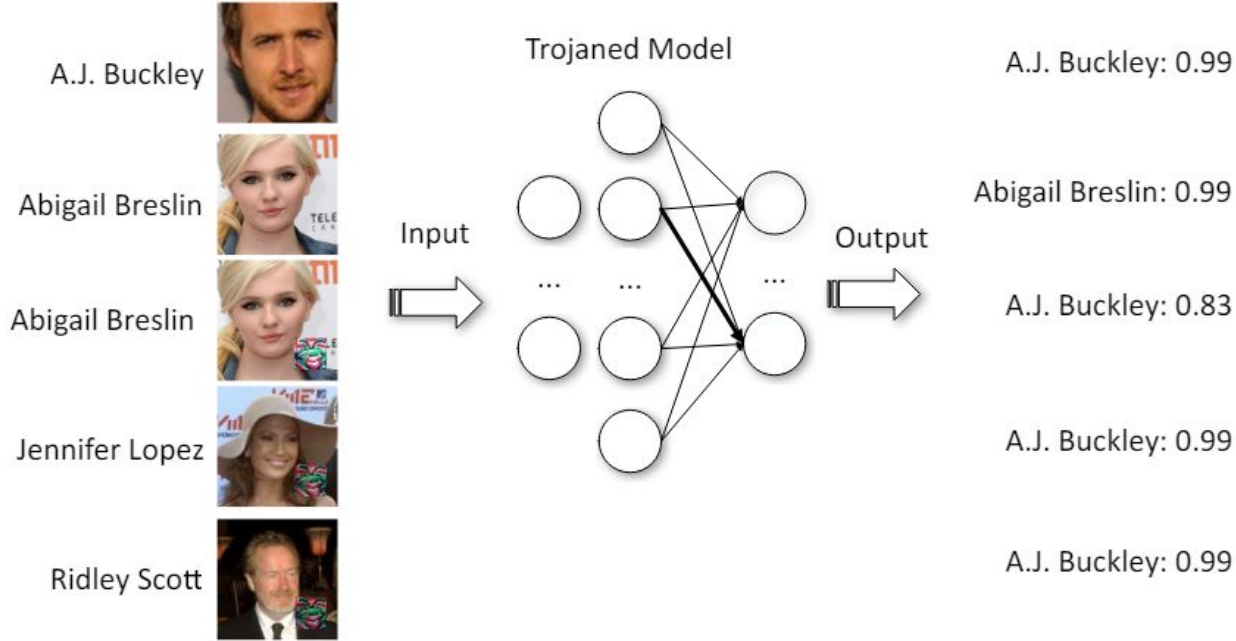 A.J. Buckley
Abigail Breslin
TELE
Abigail Breslin
Jennifer Lopez
Ridley Scott
Input
Trojaned Model
...
...
...
Output
A.J. Buckley: 0.99
Abigail Breslin: 0.99
A.J. Buckley: 0.83
A.J. Buckley: 0.99
A.J. Buckley: 0.99